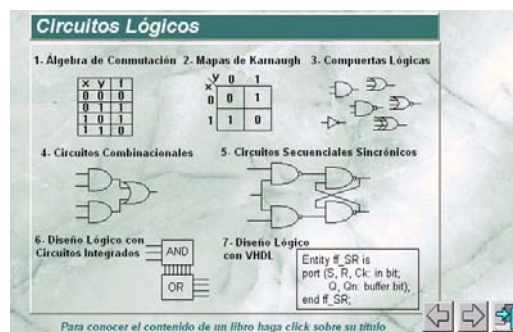 Circuitos Lógicos
1- Álgebra de Conmutación 2- Mapas de Karnaugh 3- Compuertas Lógicas
x y f
0 0 0
0 1 1
1 0 1
1 1 0
y 0 1
x
0 0 1
1 1 0
4- Circuitos Combinacionales 5- Circuitos Secuenciales Sincrónicos
6- Diseño Lógico con
Circuitos Integrados
AND
OR
7- Diseño Lógico
con VHDL
Entity ff_SR is
port (S, R, Ck: in bit;
Q, Qn: buffer bit);
end ff_SR;
Para conocer el contenido de un libro haga click sobre su título